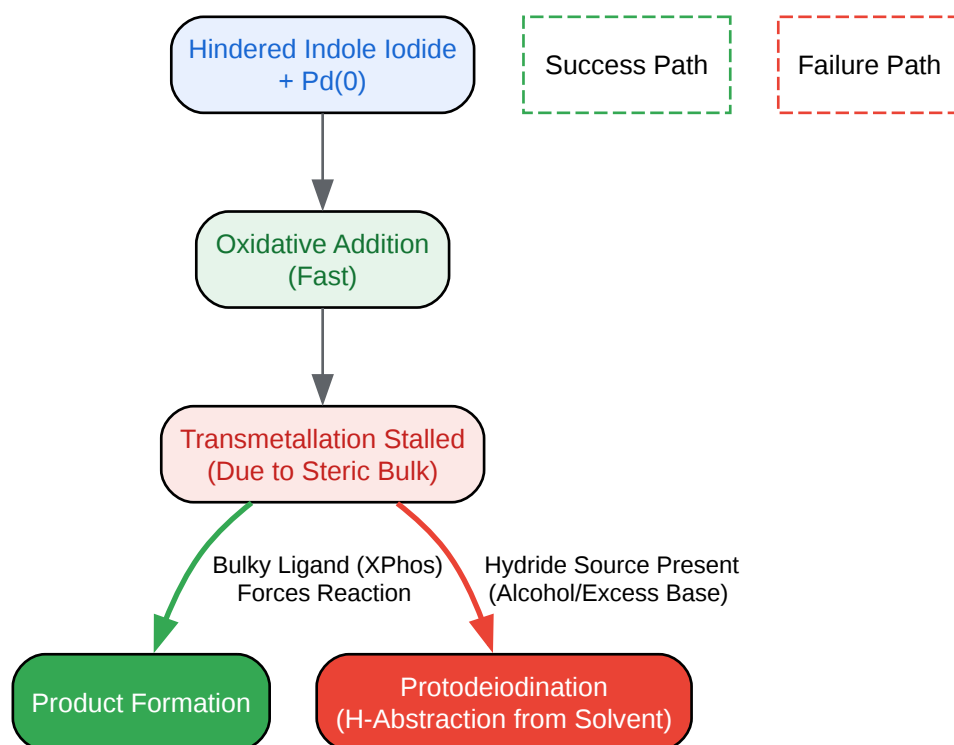 Hindered Indole Iodide
+ Pd(0)
Success Path
Failure Path
Oxidative Addition
(Fast)
Transmetallation Stalled
(Due to Steric Bulk)
Bulky Ligand (XPhos)
Forces Reaction
Hydride Source Present
(Alcohol/Excess Base)
Product Formation
Protodeiodination
(H-Abstraction from Solvent)